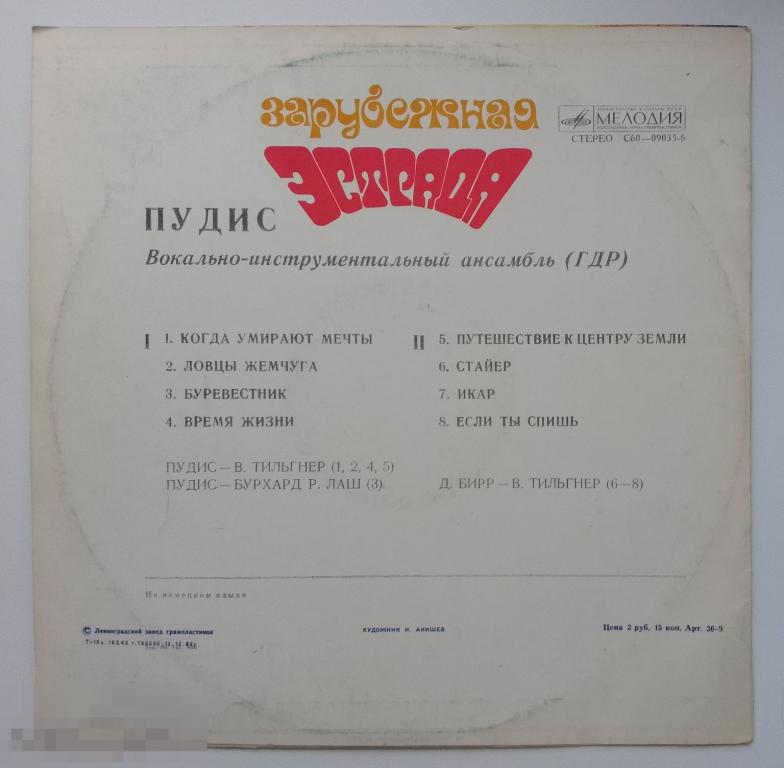 зарубежная
ЭСТРАДА
МЕЛОДИЯ
СТЕРЕО С60—09035-6
ПУДИС
Вокально-инструментальный ансамбль (ГДР)
I
1. КОГДА УМИРАЮТ МЕЧТЫ
2. ЛОВЦЫ ЖЕМЧУГА
3. БУРЕВЕСТНИК
4. ВРЕМЯ ЖИЗНИ
ПУДИС—В. ТИЛЬГНЕР (1, 2, 4, 5)
ПУДИС—БУРХАРД Р. ЛАШ (3)
II
5. ПУТЕШЕСТВИЕ К ЦЕНТРУ ЗЕМЛИ
6. СТАЙЕР
7. ИКАР
8. ЕСЛИ ТЫ СПИШЬ
Д. БИРР—В. ТИЛЬГНЕР (6—8)
На немецком языке
© Ленинградский завод грампластинок
ХУДОЖНИК Н. АКИШЕВ
Цена 2 руб. 15 коп. Арт. 36-9